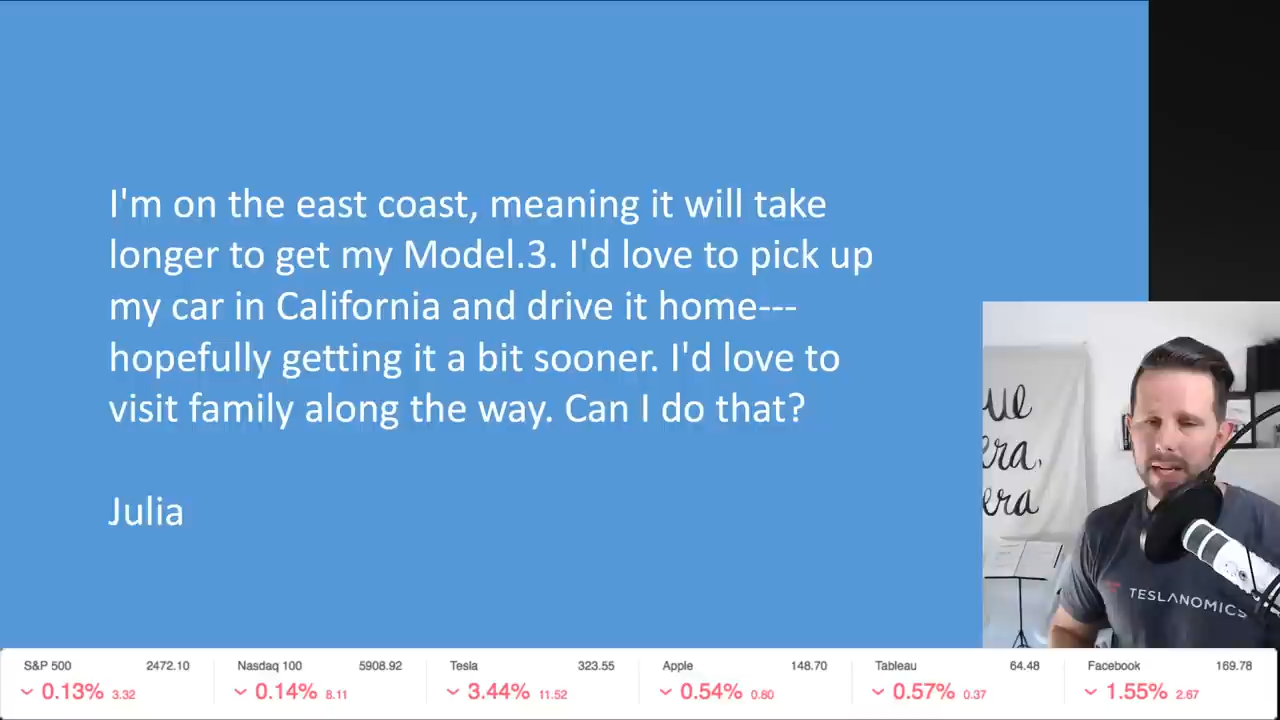 I'm on the east coast, meaning it will take
longer to get my Model.3. I'd love to pick up
my car in California and drive it home---
hopefully getting it a bit sooner. I'd love to
visit family along the way. Can I do that?
Julia
ue
era,
era
TESLANOMICS
S&P 500 2472.10 Nasdaq 100 5908.92 Tesla 323.55 Apple 148.70 Tableau 64.48 Facebook 169.78
0.13% 3.32 0.14% 8.11 3.44% 11.52 0.54% 0.80 0.57% 0.37 1.55% 2.67